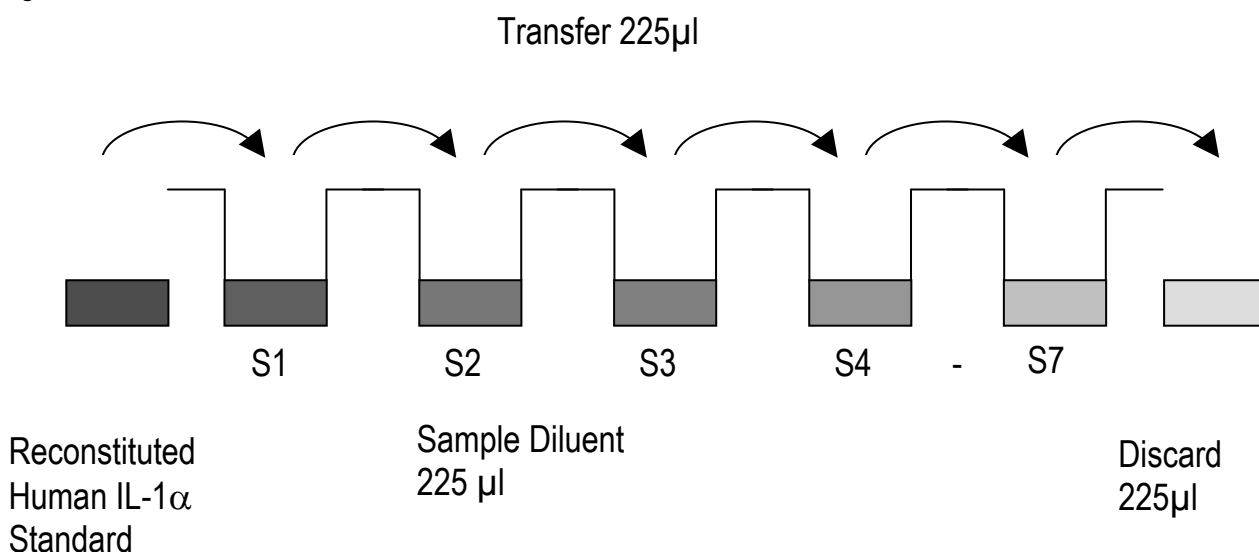 Transfer 225µl
S1 S2 S3 S4 - S7
Reconstituted
Human IL-1α
Standard
Sample Diluent
225 µl
Discard
225µl